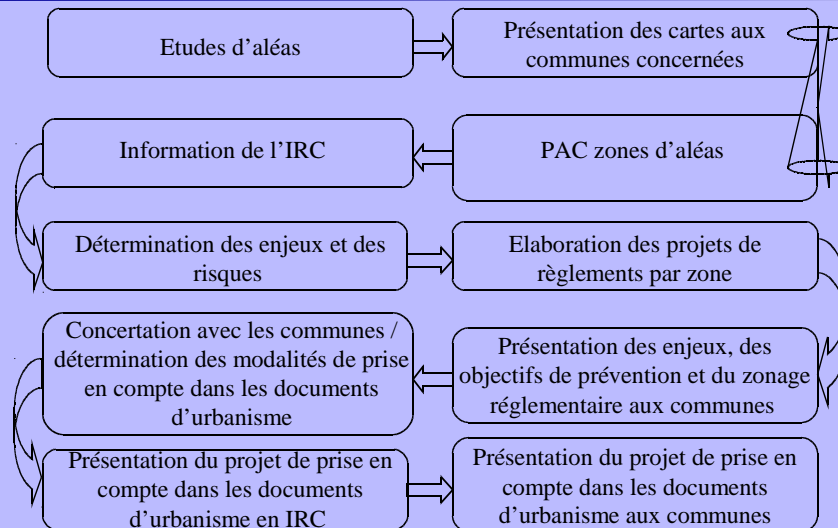 Etudes d'aléas
Présentation des cartes aux
communes concernées
PAC zones d'aléas
Information de l'IRC
Détermination des enjeux et des
risques
Elaboration des projets de
règlements par zone
Présentation des enjeux, des
objectifs de prévention et du zonage
réglementaire aux communes
Concertation avec les communes /
détermination des modalités de prise
en compte dans les documents
d'urbanisme
Présentation du projet de prise en
compte dans les documents
d'urbanisme en IRC
Présentation du projet de prise en
compte dans les documents
d'urbanisme aux communes